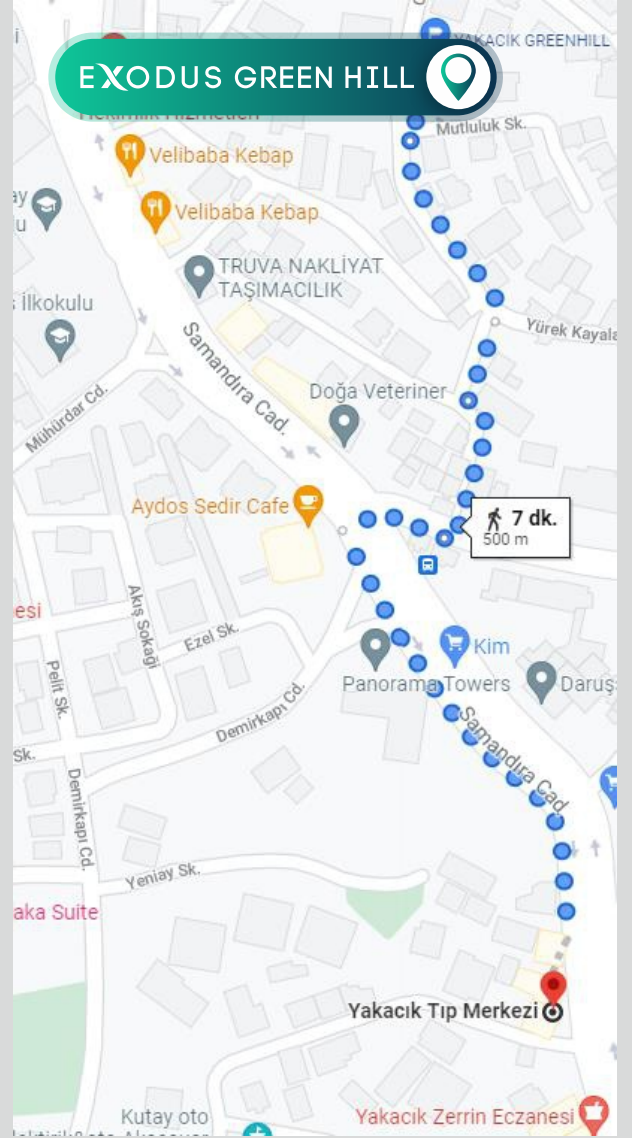 YAKACIK GREENHILL
EXODUS GREEN HILL
Mutluluk Sk.
Velibaba Kebap
Velibaba Kebap
TRUVA NAKLİYAT
TAŞIMACILIK
İlkokulu
Yürek Kayala
Samandıra Cad.
Doğa Veteriner
Mühürdar Cd.
Aydos Sedir Cafe
7 dk.
500 m
esi
Akış Sokağı
Ezel Sk.
Kim
Pelit Sk.
Panorama Towers
Daruş
Demirkapı Cd.
Samandıra Cad
Sk.
Demirkapı Cd.
Yeniay Sk.
aka Suite
Yakacık Tıp Merkezi
Kutay oto
Yakacık Zerrin Eczanesi